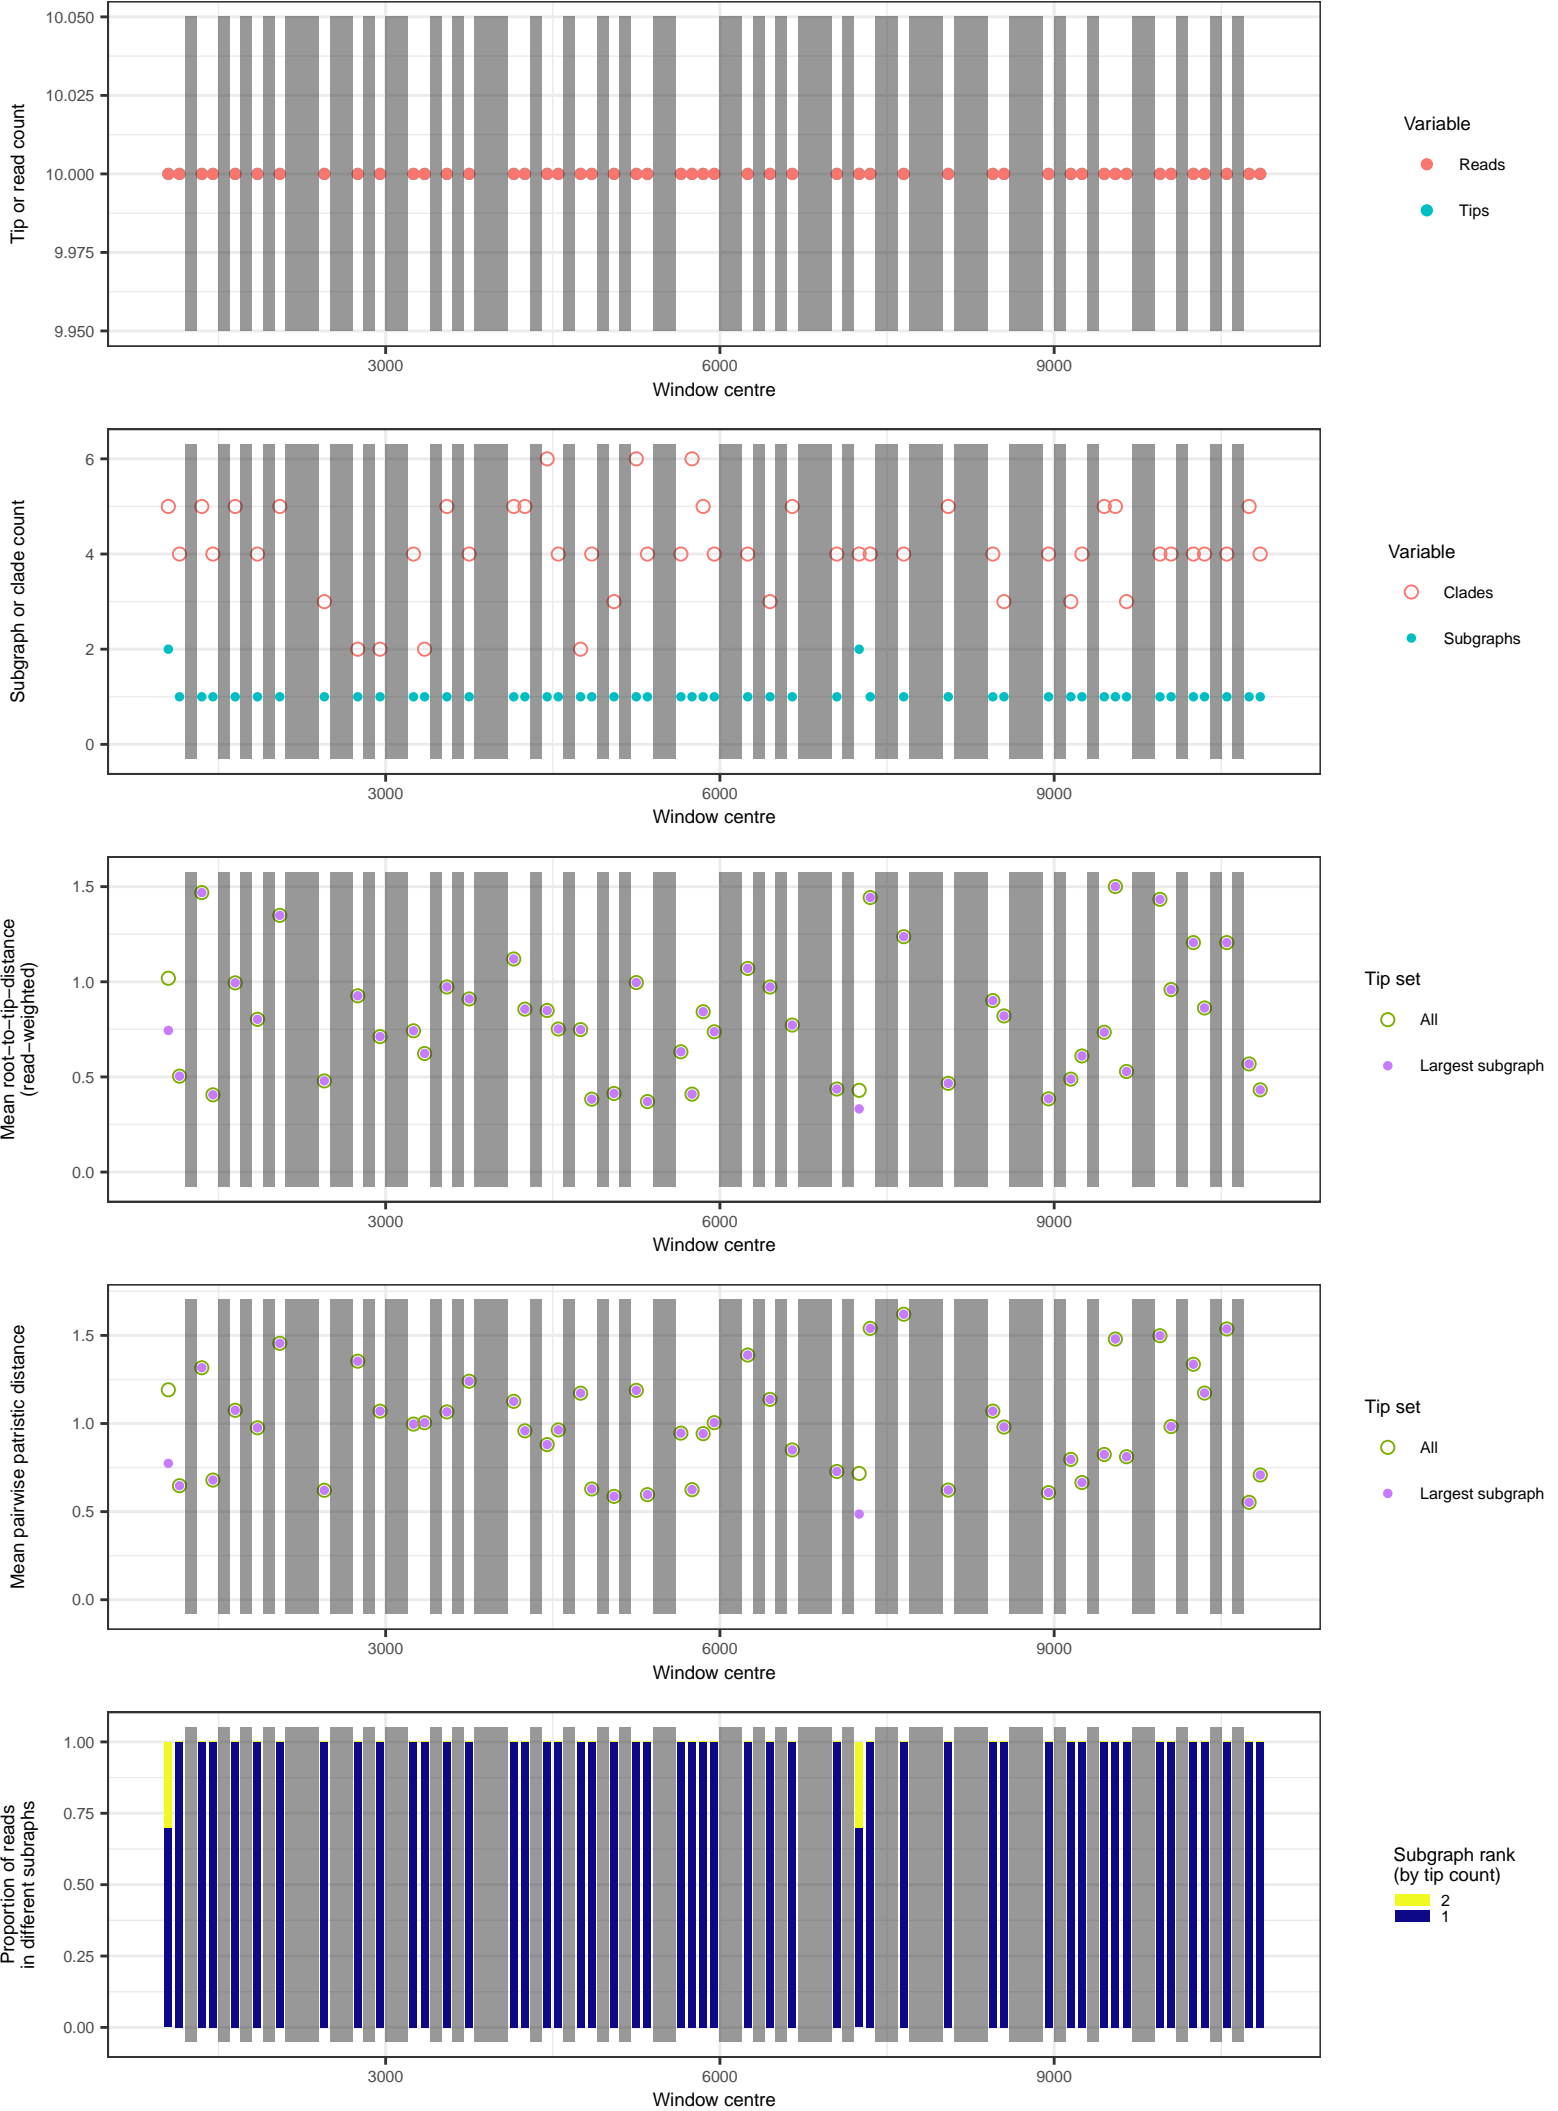 Tip or read count
10.050
10.025
10.000
9.975
9.950
3000
6000
9000
Window centre
Variable
Reads
Tips
Subgraph or clade count
6
4
2
0
3000
6000
9000
Window centre
Variable
Clades
Subgraphs
Mean root−to−tip−distance
(read−weighted)
1.5
1.0
0.5
0.0
3000
6000
9000
Window centre
Tip set
All
Largest subgraph
Mean pairwise patristic distance
1.5
1.0
0.5
0.0
3000
6000
9000
Window centre
Tip set
All
Largest subgraph
Proportion of reads
in different subraphs
1.00
0.75
0.50
0.25
0.00
3000
6000
9000
Window centre
Subgraph rank
(by tip count)
2
1